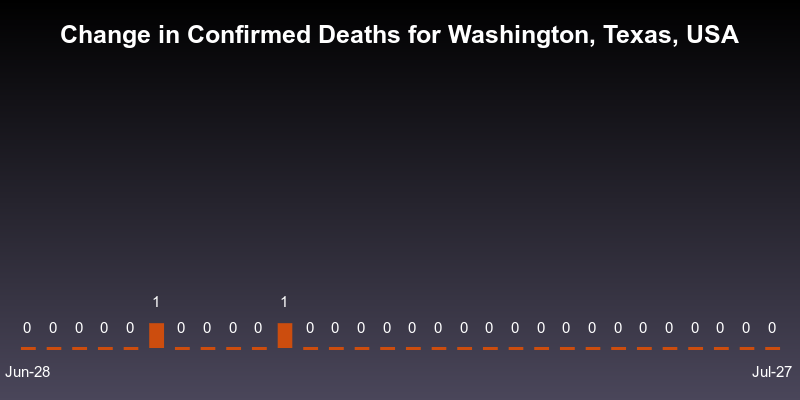 Change in Confirmed Deaths for Washington, Texas, USA
1 1
0 0 0 0 0 0 0 0 0 0 0 0 0 0 0 0 0 0 0 0 0 0 0 0 0 0 0 0
Jun-28 Jul-27